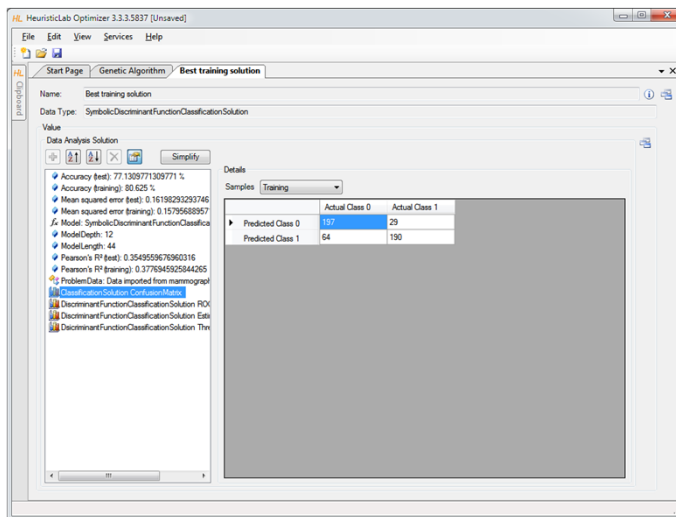 HL HeuristicLab Optimizer 3.3.3.5837 [Unsaved]
File Edit View Services Help
HL
Clipboard
Start Page Genetic Algorithm Best training solution
Name: Best training solution
Data Type: SymbolicDiscriminantFunctionClassificationSolution
Value
Data Analysis Solution
Simplify
Accuracy (test): 77.1309771309771 %
Accuracy (training): 80.625 %
Mean squared error (test): 0.16198293293746
Mean squared error (training): 0.15795688957
Model: SymbolicDiscriminantFunctionClassifica
ModelDepth: 12
ModelLength: 44
Pearson's R² (test): 0.3549559676960316
Pearson's R² (training): 0.3776945925844265
ProblemData: Data imported from mammograph
ClassificationSolution ConfusionMatrix
DiscriminantFunctionClassificationSolution ROC
DiscriminantFunctionClassificationSolution Esti
DiscriminantFunctionClassificationSolution Thre
Details
Samples Training
Actual Class 0 Actual Class 1
Predicted Class 0 197 29
Predicted Class 1 64 190